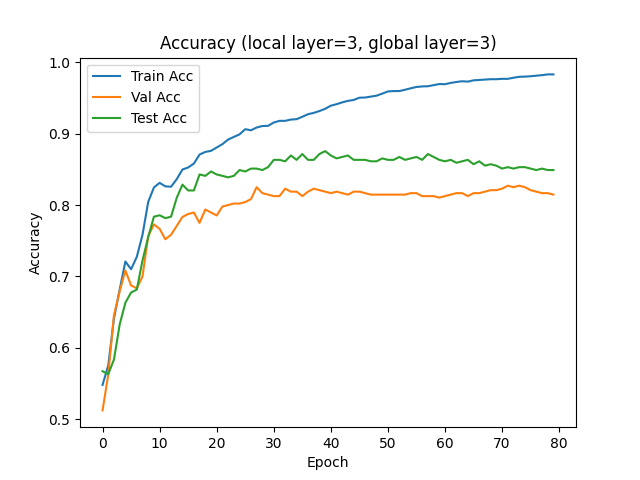 Accuracy (local layer=3, global layer=3)
Train Acc
Val Acc
Test Acc
1.0
0.9
0.8
0.7
0.6
0.5
Accuracy
0 10 20 30 40 50 60 70 80
Epoch